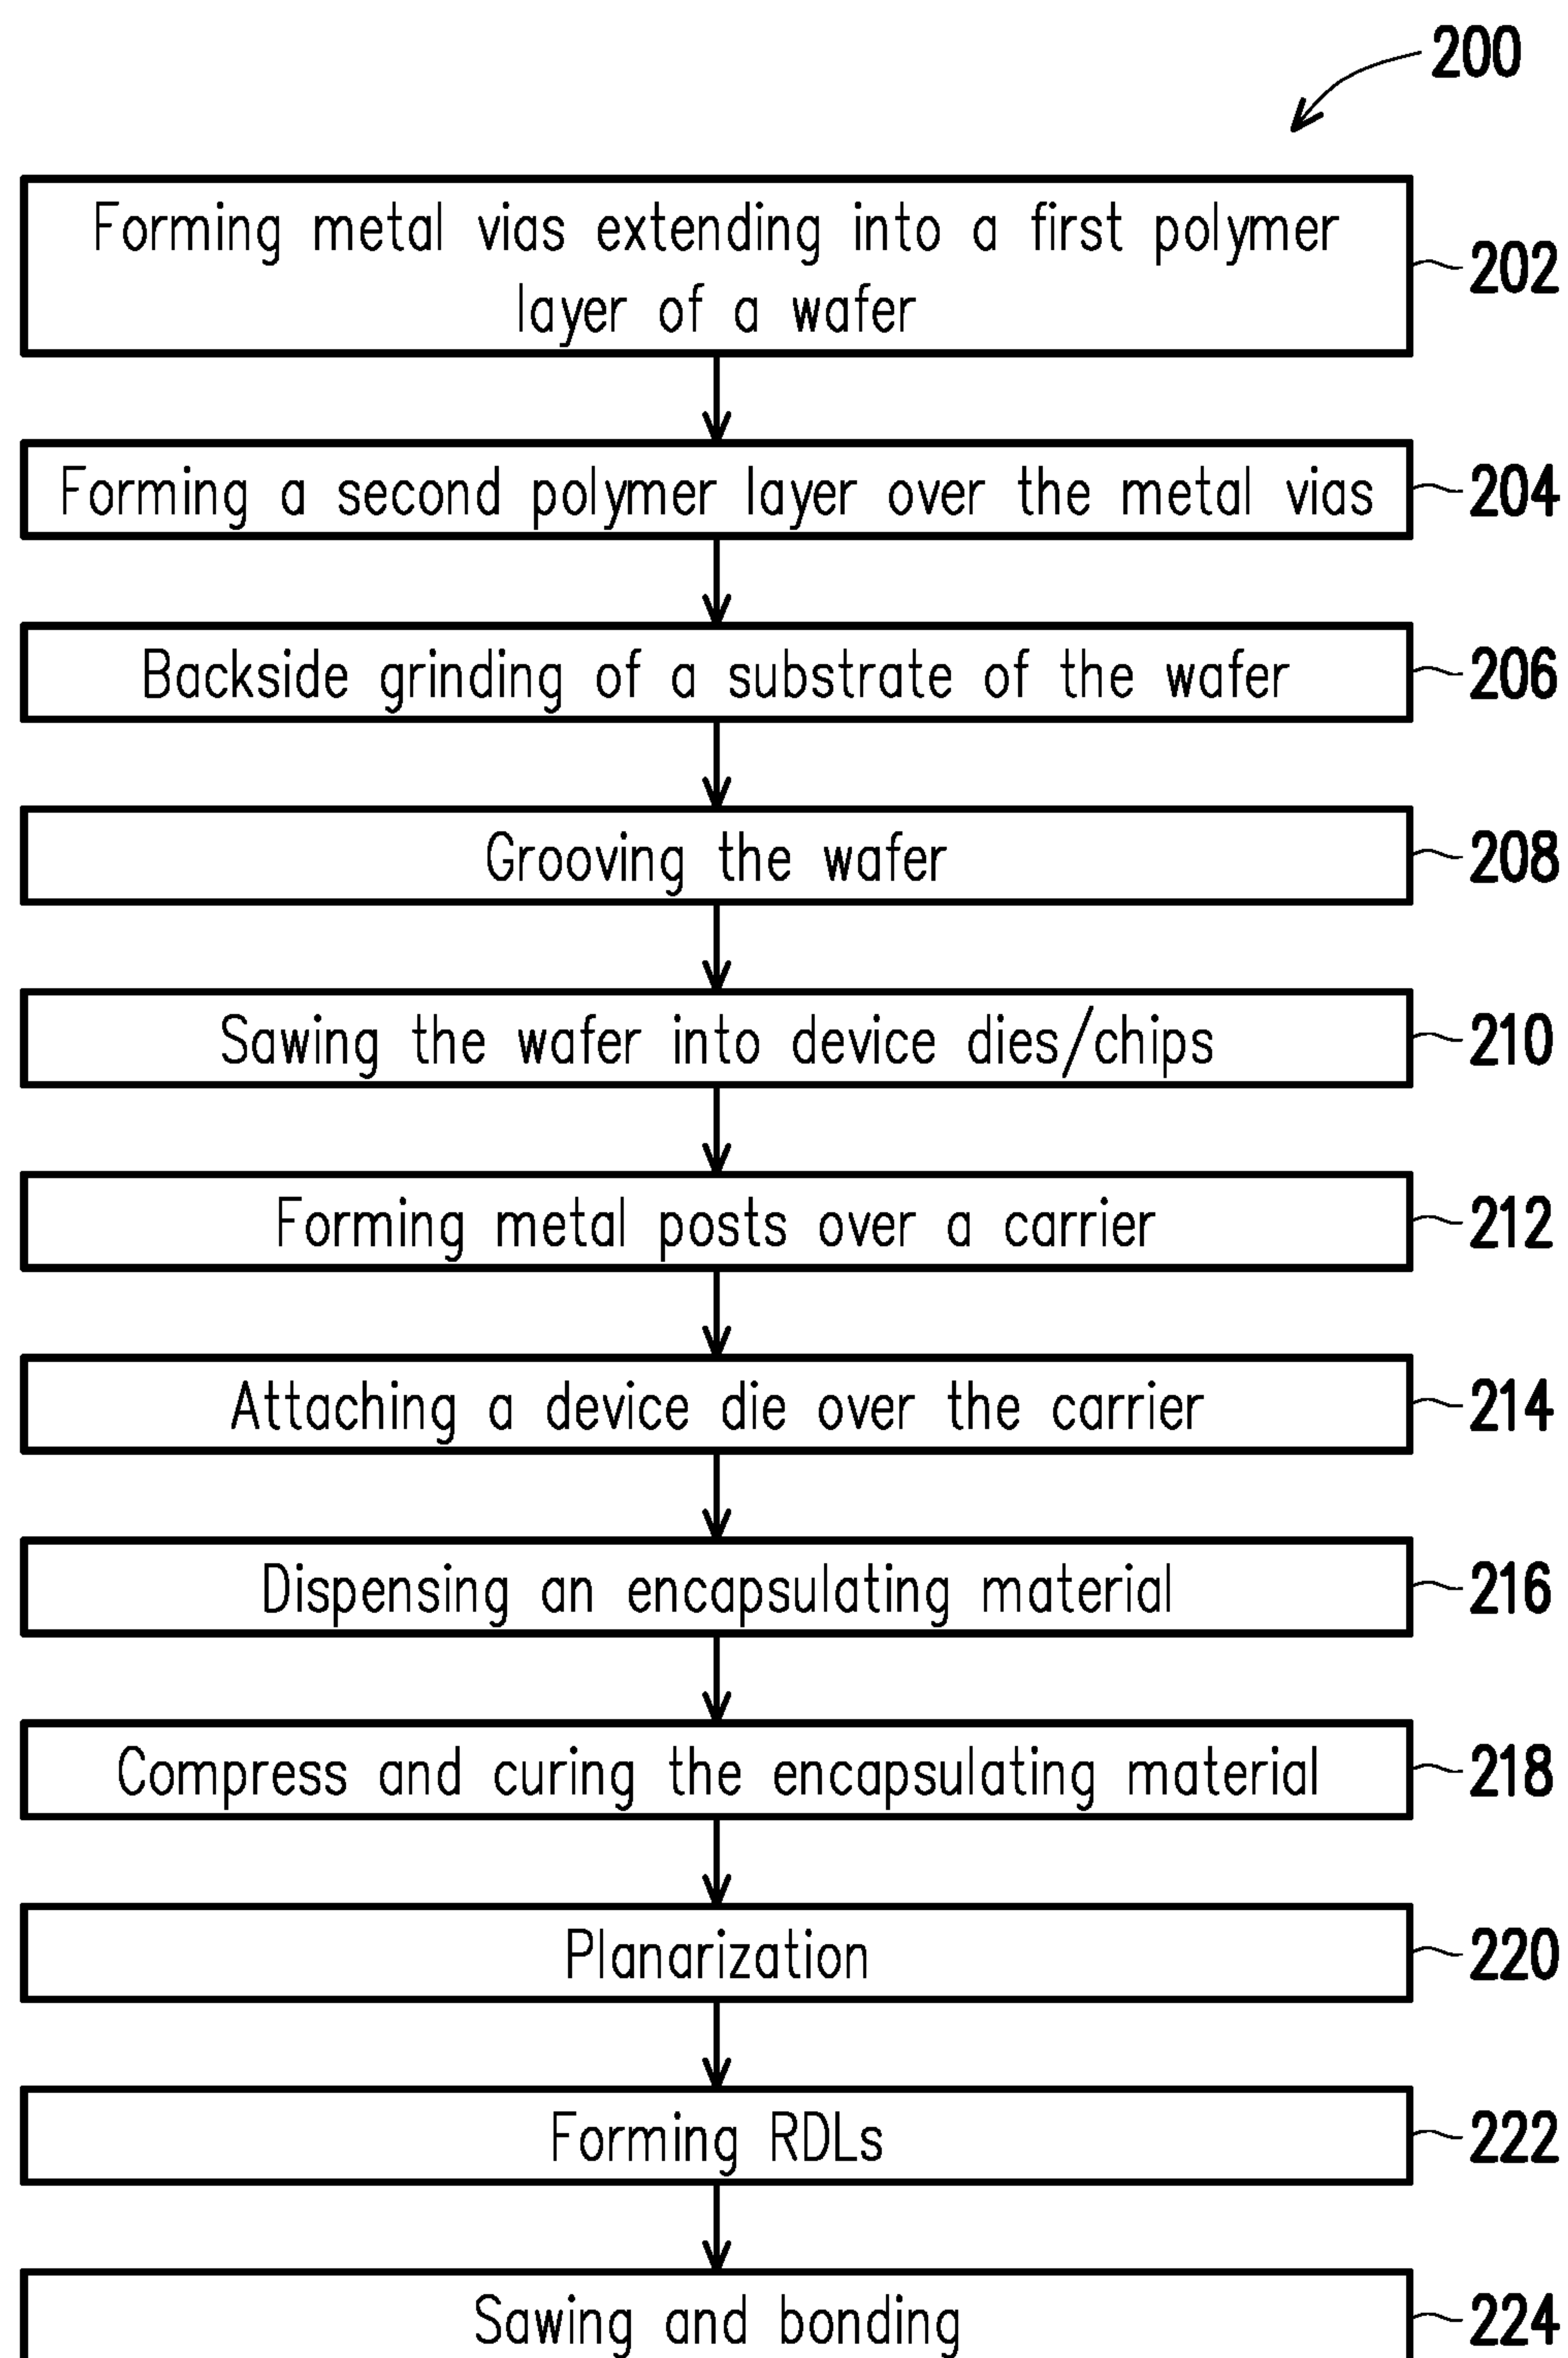 200
Forming metal vias extending into a first polymer
layer of a wafer
202
Forming a second polymer layer over the metal vias
204
Backside grinding of a substrate of the wafer
206
Grooving the wafer
208
Sawing the wafer into device dies/chips
210
Forming metal posts over a carrier
212
Attaching a device die over the carrier
214
Dispensing an encapsulating material
216
Compress and curing the encapsulating material
218
Planarization
220
Forming RDLs
222
Sawing and bonding
224